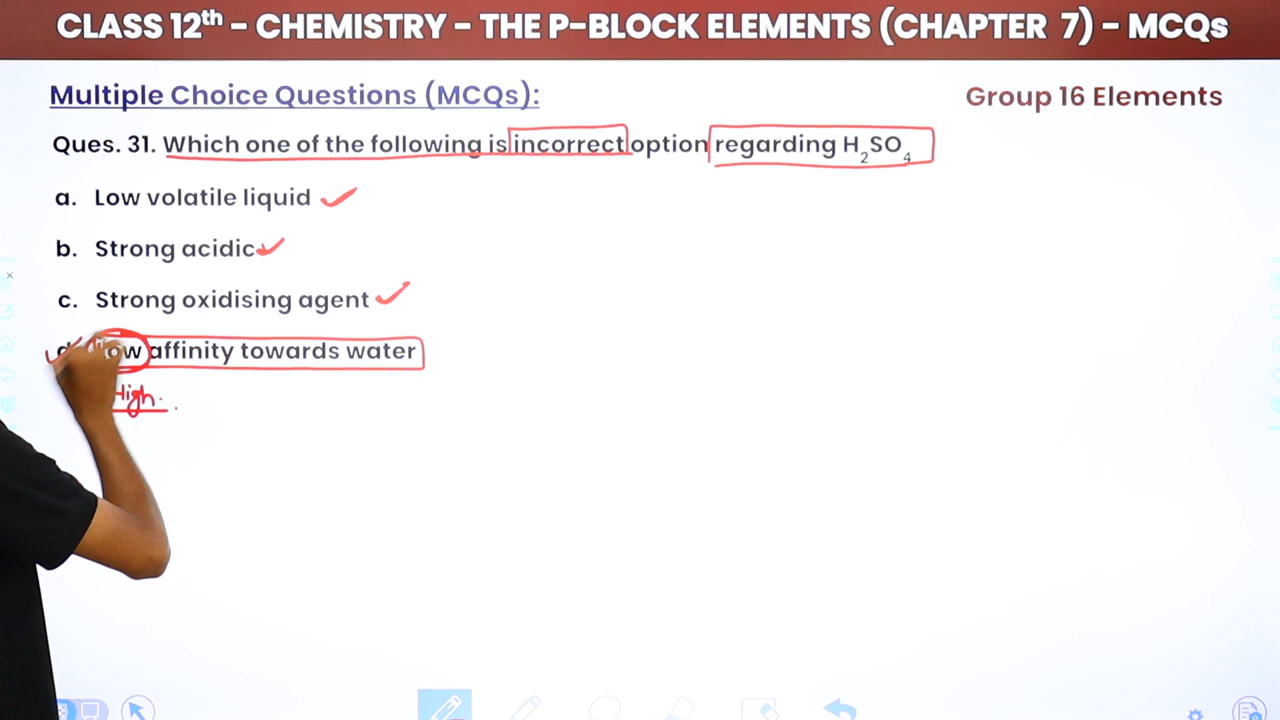 CLASS 12th - CHEMISTRY - THE P-BLOCK ELEMENTS (CHAPTER 7) - MCQs
Multiple Choice Questions (MCQs):
Group 16 Elements
Ques. 31. Which one of the following is incorrect option regarding H2SO4
a. Low volatile liquid
b. Strong acidic
c. Strong oxidising agent
affinity towards water
High.